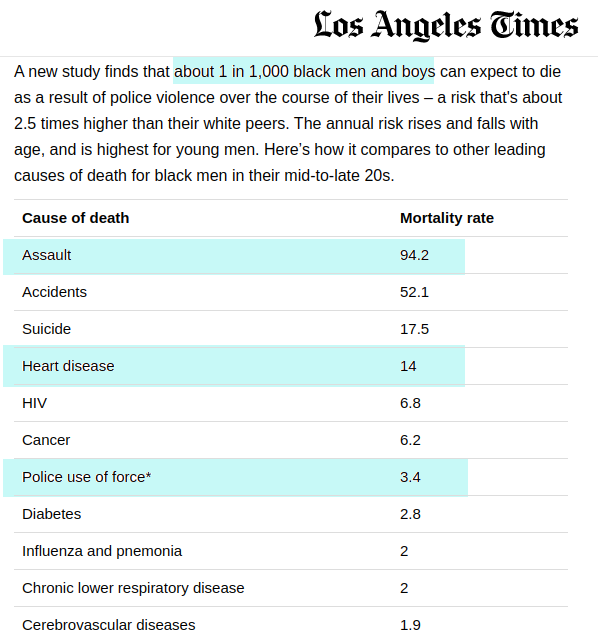 Los Angeles Times
A new study finds that about 1 in 1,000 black men and boys can expect to die
as a result of police violence over the course of their lives – a risk that's about
2.5 times higher than their white peers. The annual risk rises and falls with
age, and is highest for young men. Here's how it compares to other leading
causes of death for black men in their mid-to-late 20s.
Cause of death Mortality rate
Assault 94.2
Accidents 52.1
Suicide 17.5
Heart disease 14
HIV 6.8
Cancer 6.2
Police use of force* 3.4
Diabetes 2.8
Influenza and pnemonia 2
Chronic lower respiratory disease 2
Cerebrovascular diseases 1.9